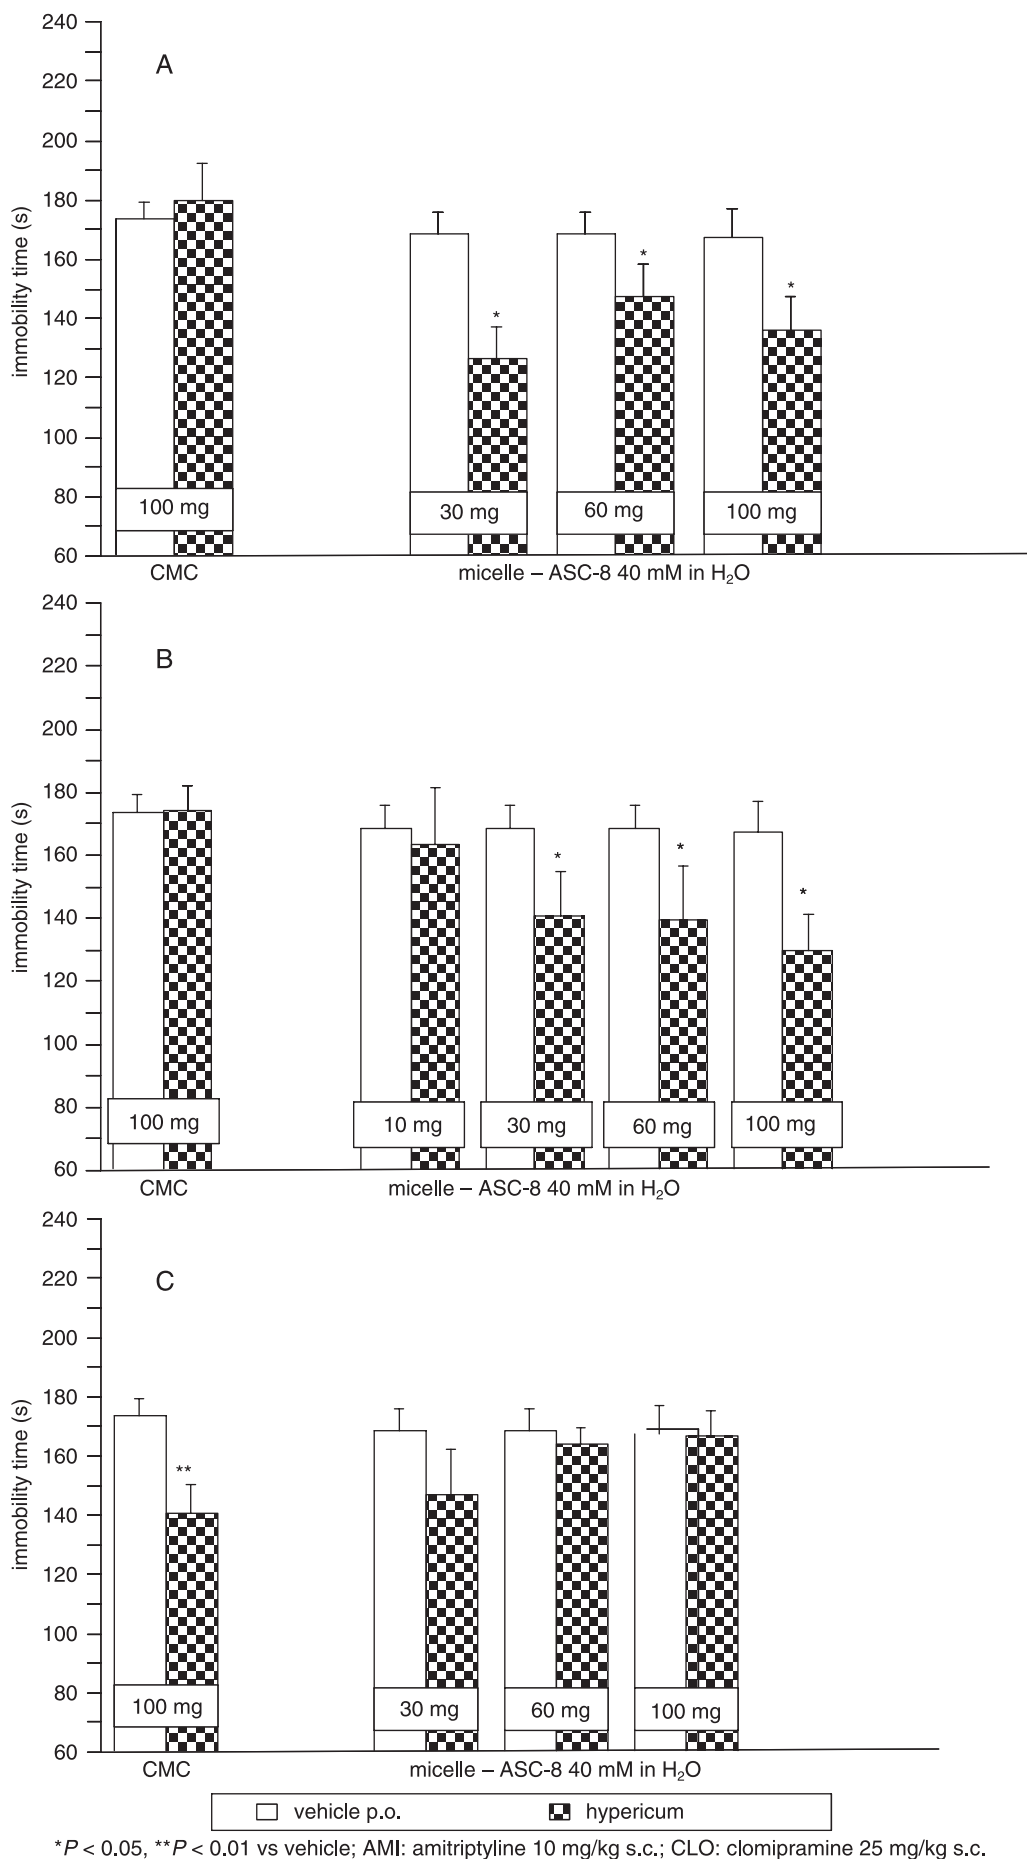 A
240
220
200
180
160
140
120
100
80
60
immobility time (s)
*
*
*
100 mg
30 mg
60 mg
100 mg
CMC
micelle – ASC-8 40 mM in H₂O
B
240
220
200
180
160
140
120
100
80
60
immobility time (s)
*
*
*
100 mg
10 mg
30 mg
60 mg
100 mg
CMC
micelle – ASC-8 40 mM in H₂O
C
240
220
200
180
160
140
120
100
80
60
immobility time (s)
**
100 mg
30 mg
60 mg
100 mg
CMC
micelle – ASC-8 40 mM in H₂O
vehicle p.o.
hypericum
*P < 0.05, **P < 0.01 vs vehicle; AMI: amitriptyline 10 mg/kg s.c.; CLO: clomipramine 25 mg/kg s.c.